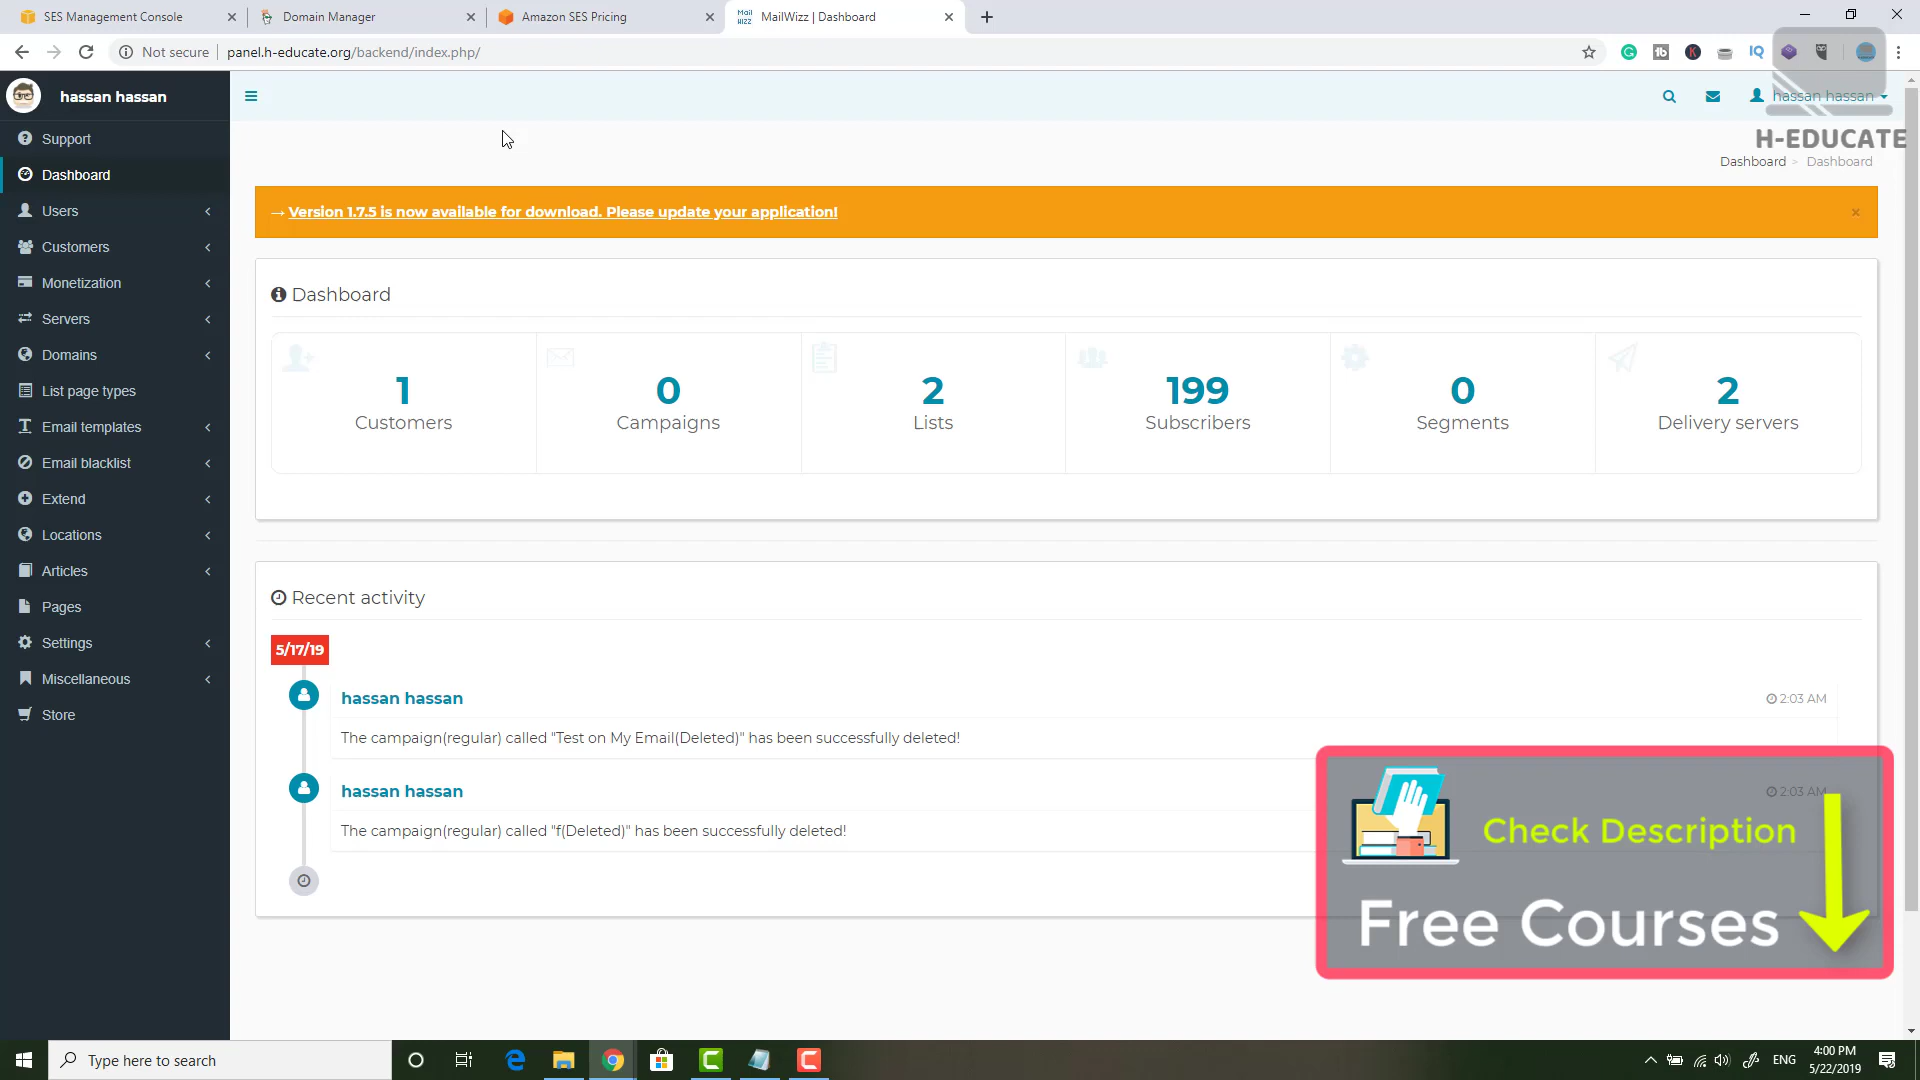 SES Management Console
Domain Manager
Amazon SES Pricing
Mail Wizz
MailWizz | Dashboard
Not secure
panel.h-educate.org/backend/index.php/
hassan hassan
hassan hassan
H-EDUCATE
Dashboard > Dashboard
Support
Dashboard
Users
Customers
Monetization
Servers
Domains
List page types
Email templates
Email blacklist
Extend
Locations
Articles
Pages
Settings
Miscellaneous
Store
→ Version 1.7.5 is now available for download. Please update your application!
×
Dashboard
1
Customers
0
Campaigns
2
Lists
199
Subscribers
0
Segments
2
Delivery servers
Recent activity
5/17/19
hassan hassan
2:03 AM
The campaign(regular) called "Test on My Email(Deleted)" has been successfully deleted!
hassan hassan
2:03 AM
The campaign(regular) called "f(Deleted)" has been successfully deleted!
Check Description
Free Courses
Type here to search
ENG
4:00 PM
5/22/2019